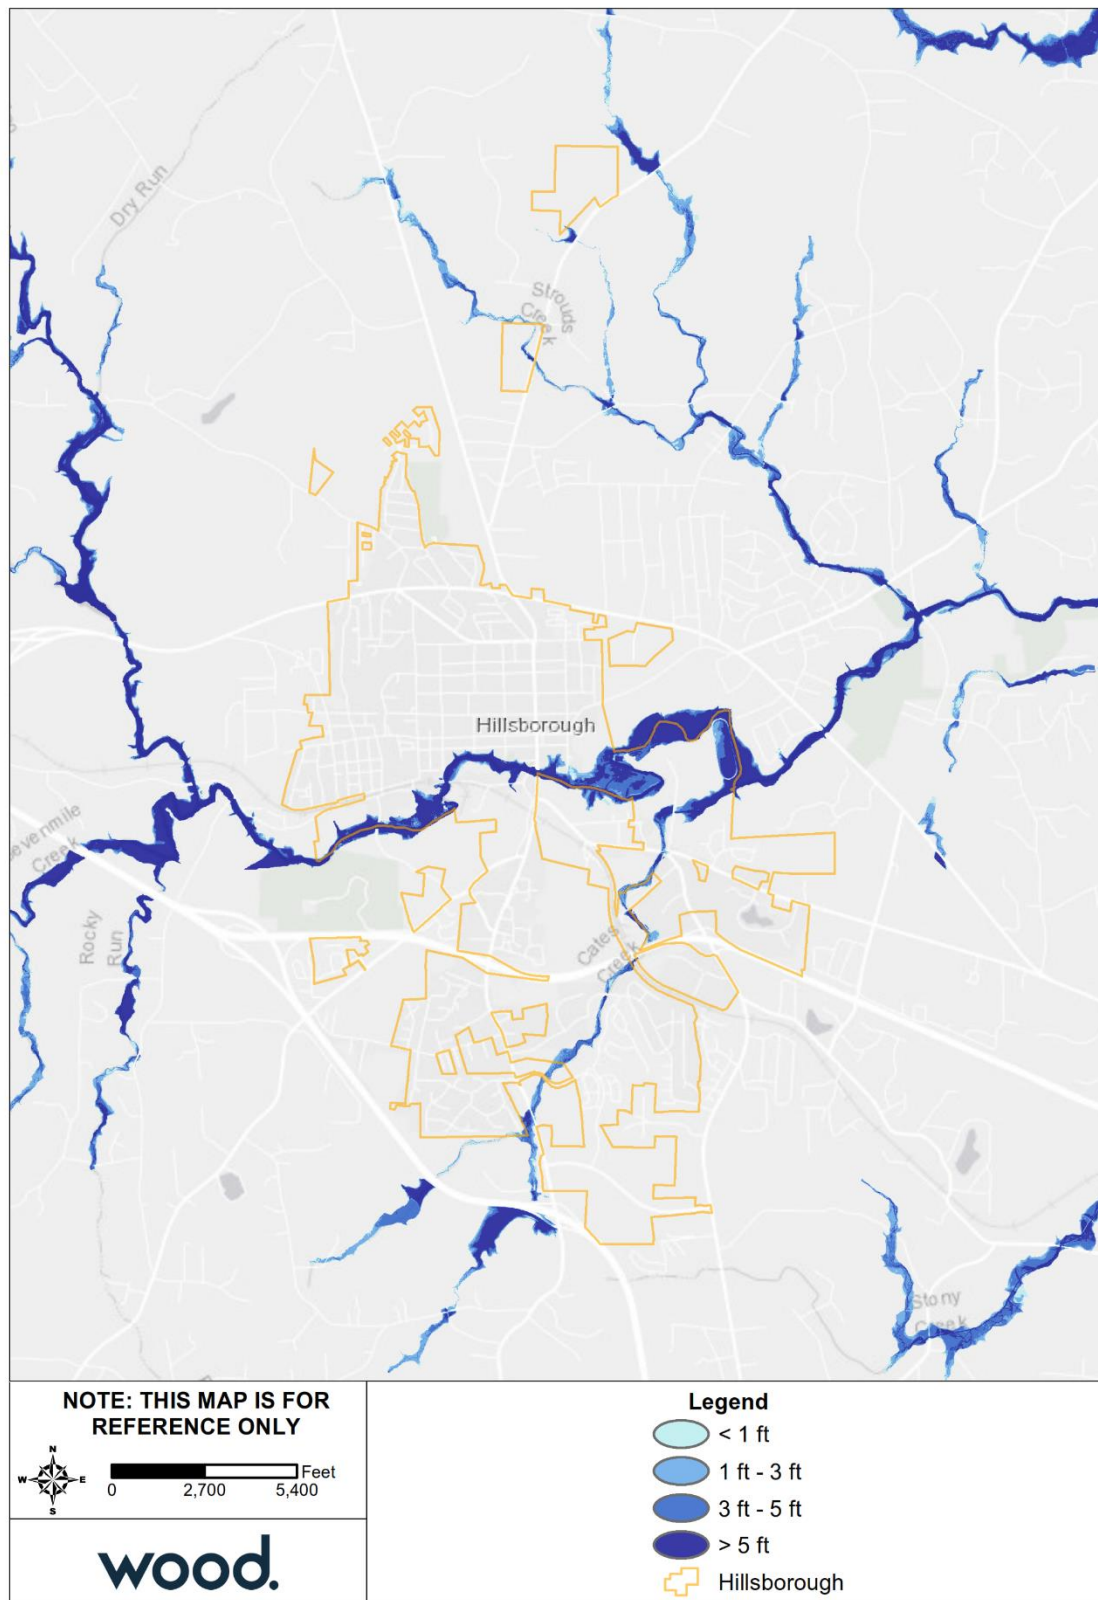 Dry Run
Strouds
Creek
Hillsborough
evenmile
Creek
Rocky
Run
Cates
Creek
Stony
Creek
NOTE: THIS MAP IS FOR
REFERENCE ONLY
N
W
E
S
Feet
0
2,700
5,400
wood.
Legend
< 1 ft
1 ft - 3 ft
3 ft - 5 ft
> 5 ft
Hillsborough